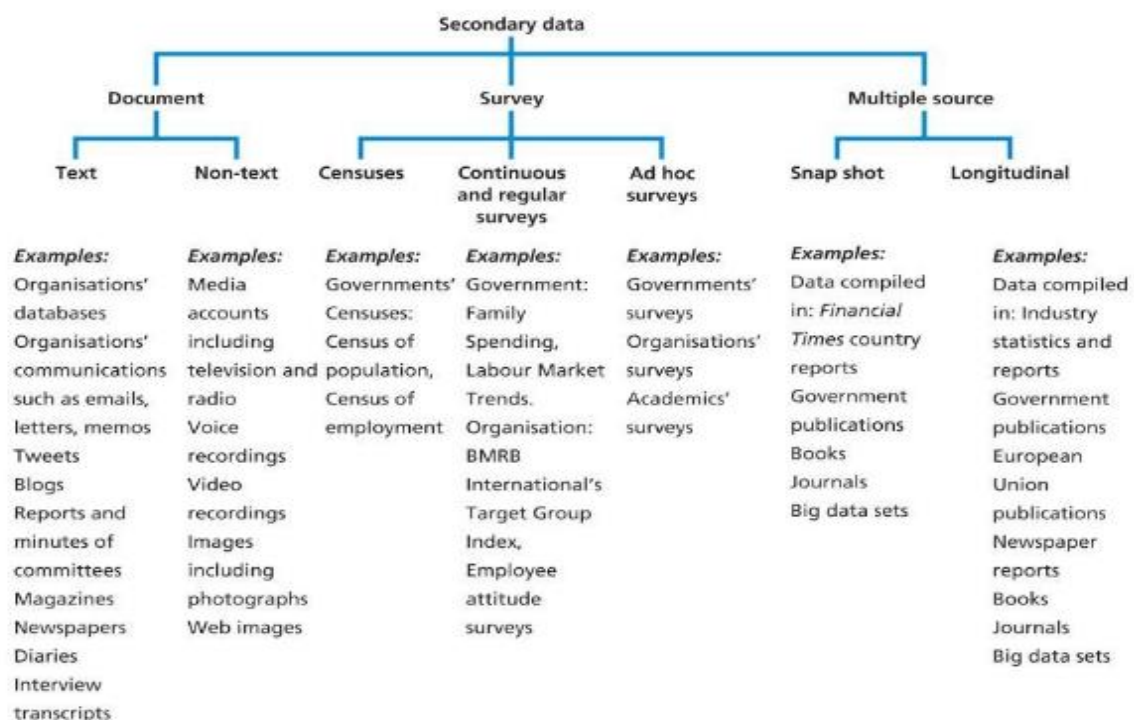 Secondary data
Document
Survey
Multiple source
Text
Non-text
Censuses
Continuous
and regular
surveys
Ad hoc
surveys
Snap shot
Longitudinal
Examples:
Organisations'
databases
Organisations'
communications
such as emails,
letters, memos
Tweets
Blogs
Reports and
minutes of
committees
Magazines
Newspapers
Diaries
Interview
transcripts
Examples:
Media
accounts
including
television and
radio
Voice
recordings
Video
recordings
Images
including
photographs
Web images
Examples:
Governments'
Censuses:
Census of
population,
Census of
employment
Examples:
Government:
Family
Spending,
Labour Market
Trends.
Organisation:
BMRB
International's
Target Group
Index,
Employee
attitude
surveys
Examples:
Governments'
surveys
Organisations'
surveys
Academics'
surveys
Examples:
Data compiled
in: Financial
Times country
reports
Government
publications
Books
Journals
Big data sets
Examples:
Data compiled
in: Industry
statistics and
reports
Government
publications
European
Union
publications
Newspaper
reports
Books
Journals
Big data sets